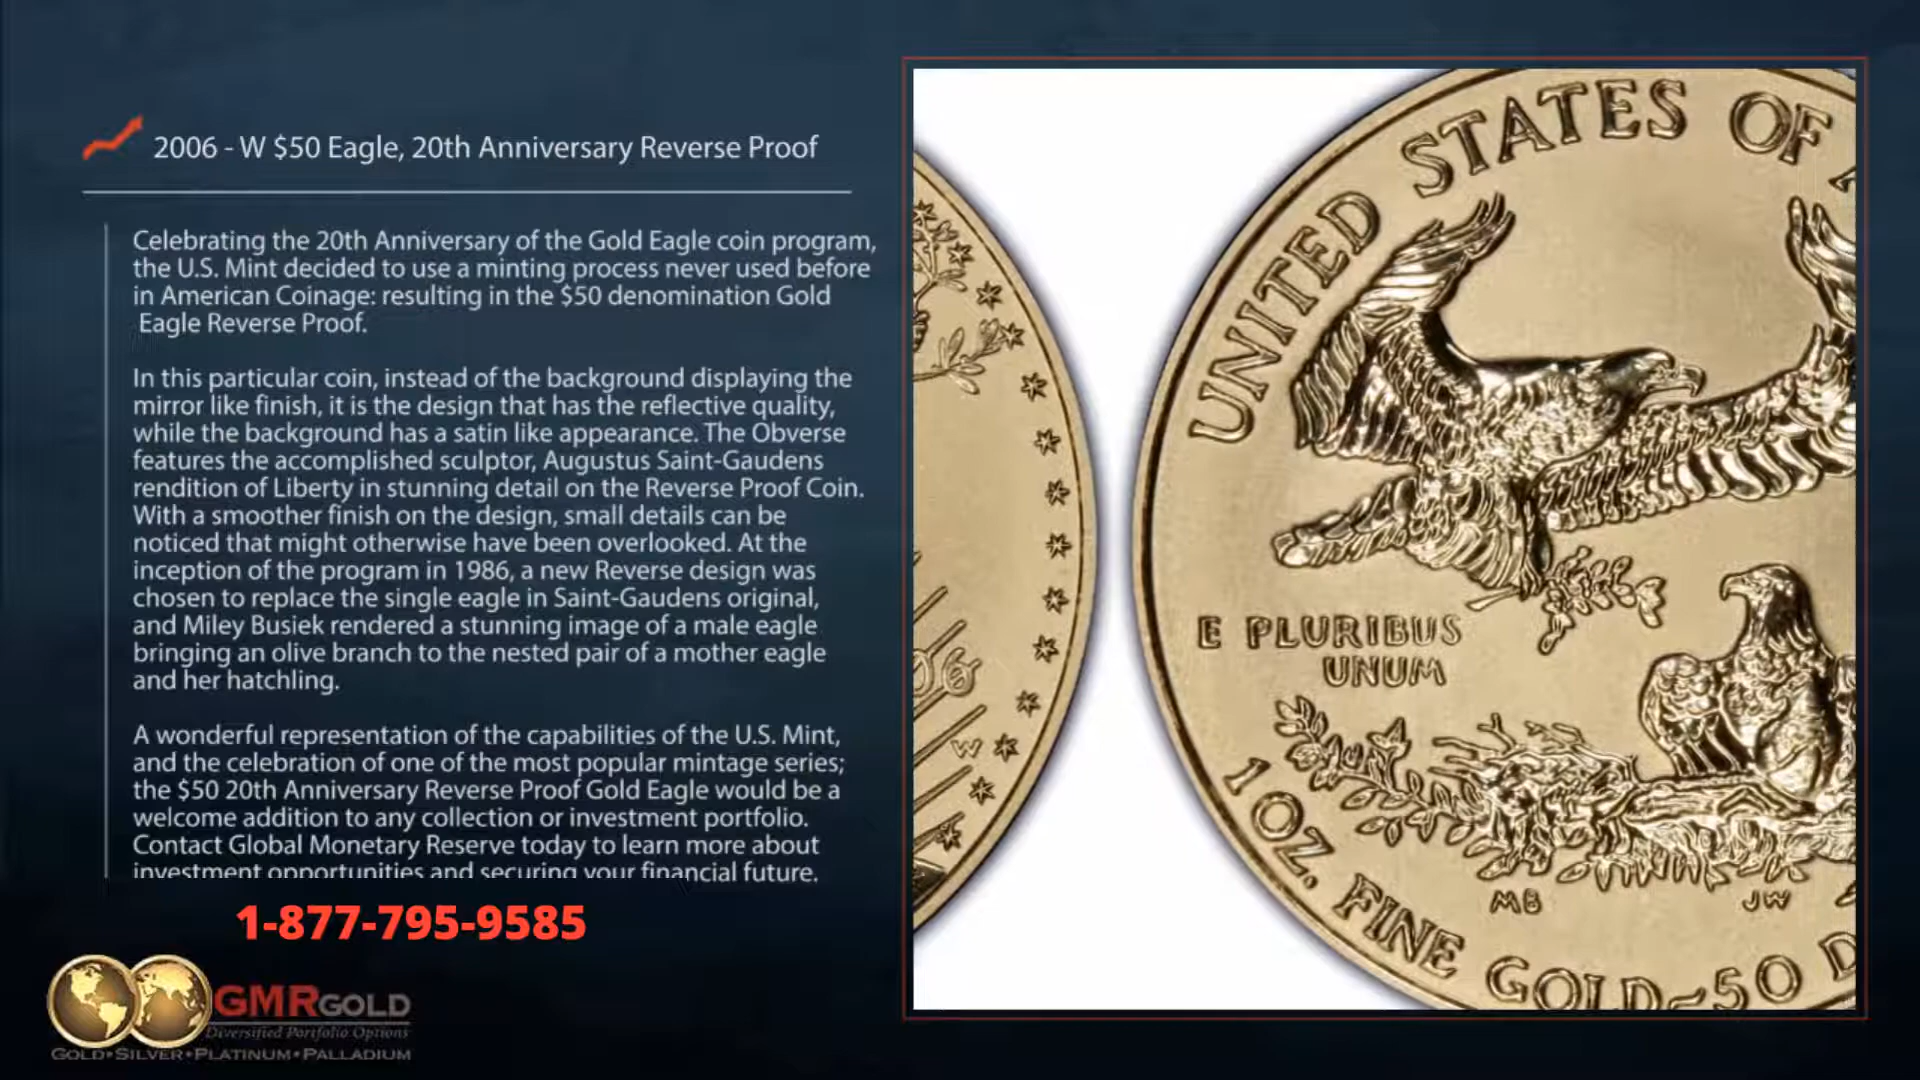 2006 - W $50 Eagle, 20th Anniversary Reverse Proof
Celebrating the 20th Anniversary of the Gold Eagle coin program,
the U.S. Mint decided to use a minting process never used before
in American Coinage: resulting in the $50 denomination Gold
Eagle Reverse Proof.
In this particular coin, instead of the background displaying the
mirror like finish, it is the design that has the reflective quality,
while the background has a satin like appearance. The Obverse
features the accomplished sculptor, Augustus Saint-Gaudens
rendition of Liberty in stunning detail on the Reverse Proof Coin.
With a smoother finish on the design, small details can be
noticed that might otherwise have been overlooked. At the
inception of the program in 1986, a new Reverse design was
chosen to replace the single eagle in Saint-Gaudens original,
and Miley Busiek rendered a stunning image of a male eagle
bringing an olive branch to the nested pair of a mother eagle
and her hatchling.
A wonderful representation of the capabilities of the U.S. Mint,
and the celebration of one of the most popular mintage series;
the $50 20th Anniversary Reverse Proof Gold Eagle would be a
welcome addition to any collection or investment portfolio.
Contact Global Monetary Reserve today to learn more about
investment opportunities and securing your financial future.
1-877-795-9585
GMRGOLD
Diversified Portfolio Options
GOLD•SILVER•PLATINUM•PALLADIUM
06
W
UNITED STATES OF
E PLURIBUS
UNUM
MB
JW
1 OZ. FINE GOLD~50 D